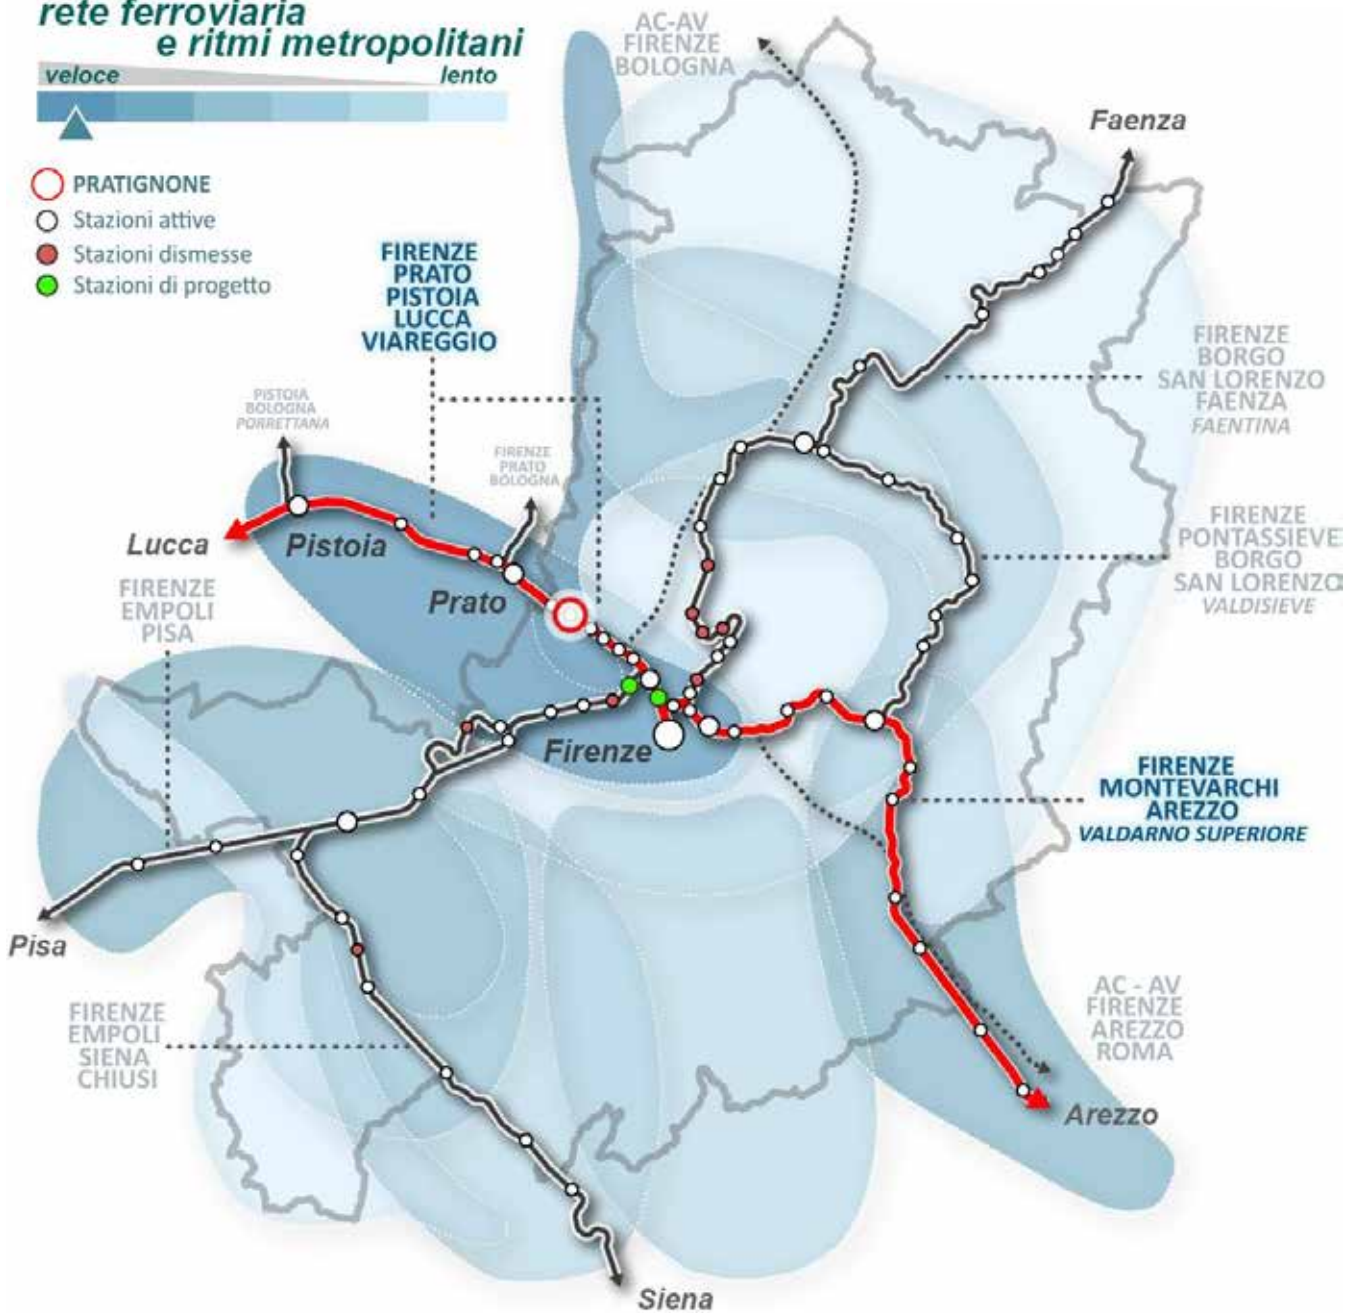 rete ferroviaria
e ritmi metropolitani
veloce
lento
PRATIGNONE
Stazioni attive
Stazioni dismesse
Stazioni di progetto
AC-AV
FIRENZE
BOLOGNA
Faenza
FIRENZE
PRATO
PISTOIA
LUCCA
VIAREGGIO
FIRENZE
BORGO
SAN LORENZO
FAENZA
FAENTINA
PISTOIA
BOLOGNA
PORRETTANA
FIRENZE
PRATO
BOLOGNA
Lucca
Pistoia
FIRENZE
PONTASSIEVE
BORGO
SAN LORENZO
VALDISIEVE
FIRENZE
EMPOLI
PISA
Prato
Firenze
FIRENZE
MONTEVARCHI
AREZZO
VALDARNO SUPERIORE
Pisa
FIRENZE
EMPOLI
SIENA
CHIUSI
AC - AV
FIRENZE
AREZZO
ROMA
Arezzo
Siena